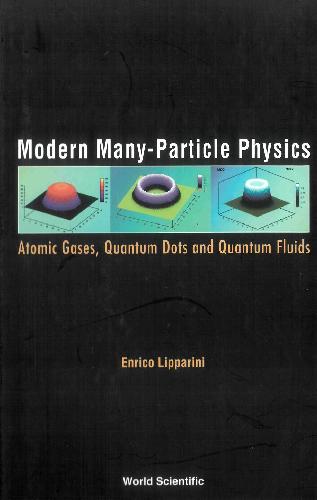 Modern Many-Particle Physics
Atomic Gases, Quantum Dots and Quantum Fluids
Enrico Lipparini
World Scientific